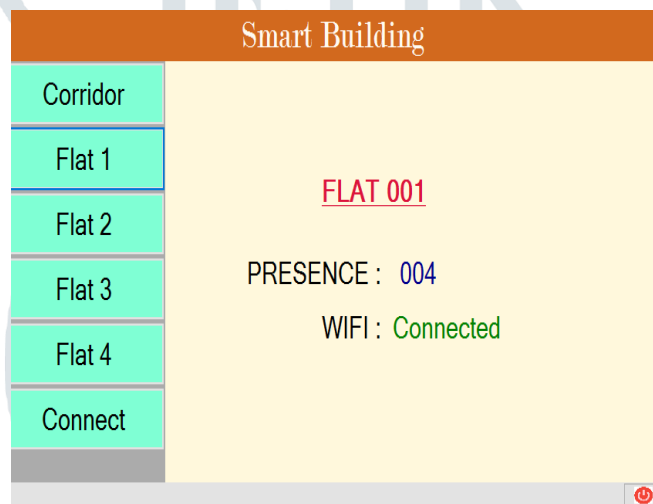 Smart Building
Corridor
Flat 1
Flat 2
Flat 3
Flat 4
Connect
FLAT 001
PRESENCE : 004
WIFI : Connected